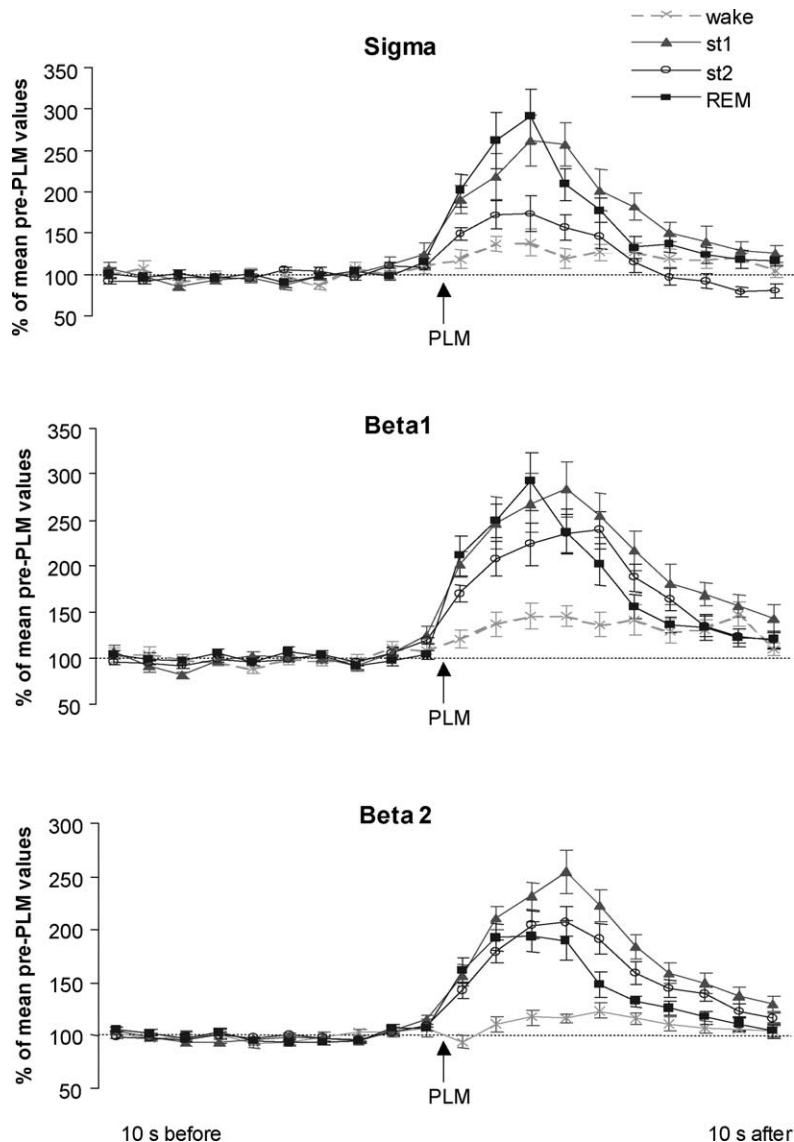 wake
st1
st2
REM
Sigma
% of mean pre-PLM values
350
300
250
200
150
100
50
PLM
Beta1
% of mean pre-PLM values
350
300
250
200
150
100
50
PLM
Beta 2
% of mean pre-PLM values
300
250
200
150
100
50
PLM
10 s before
10 s after